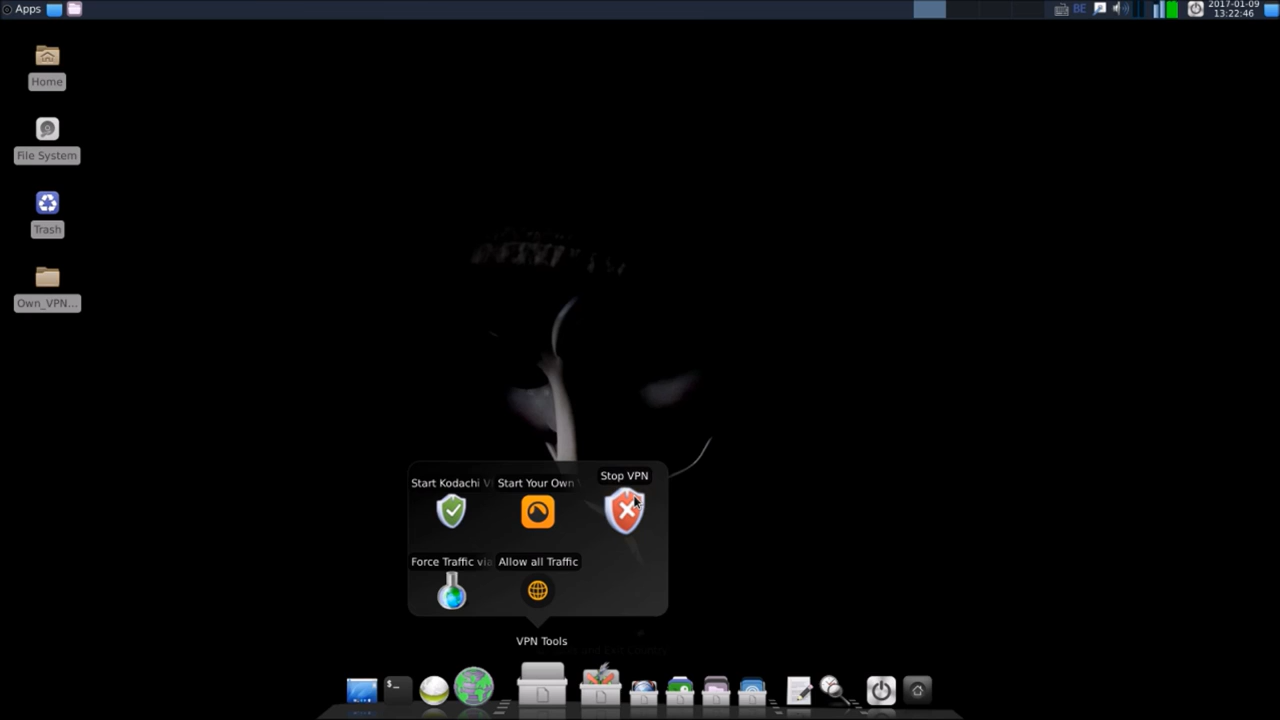 Apps
BE
2017-01-09
13:22:46
Home
File System
Trash
Own_VPN...
Stop VPN
Start Kodachi V
Start Your Own
Force Traffic via
Allow all Traffic
VPN Tools
$_